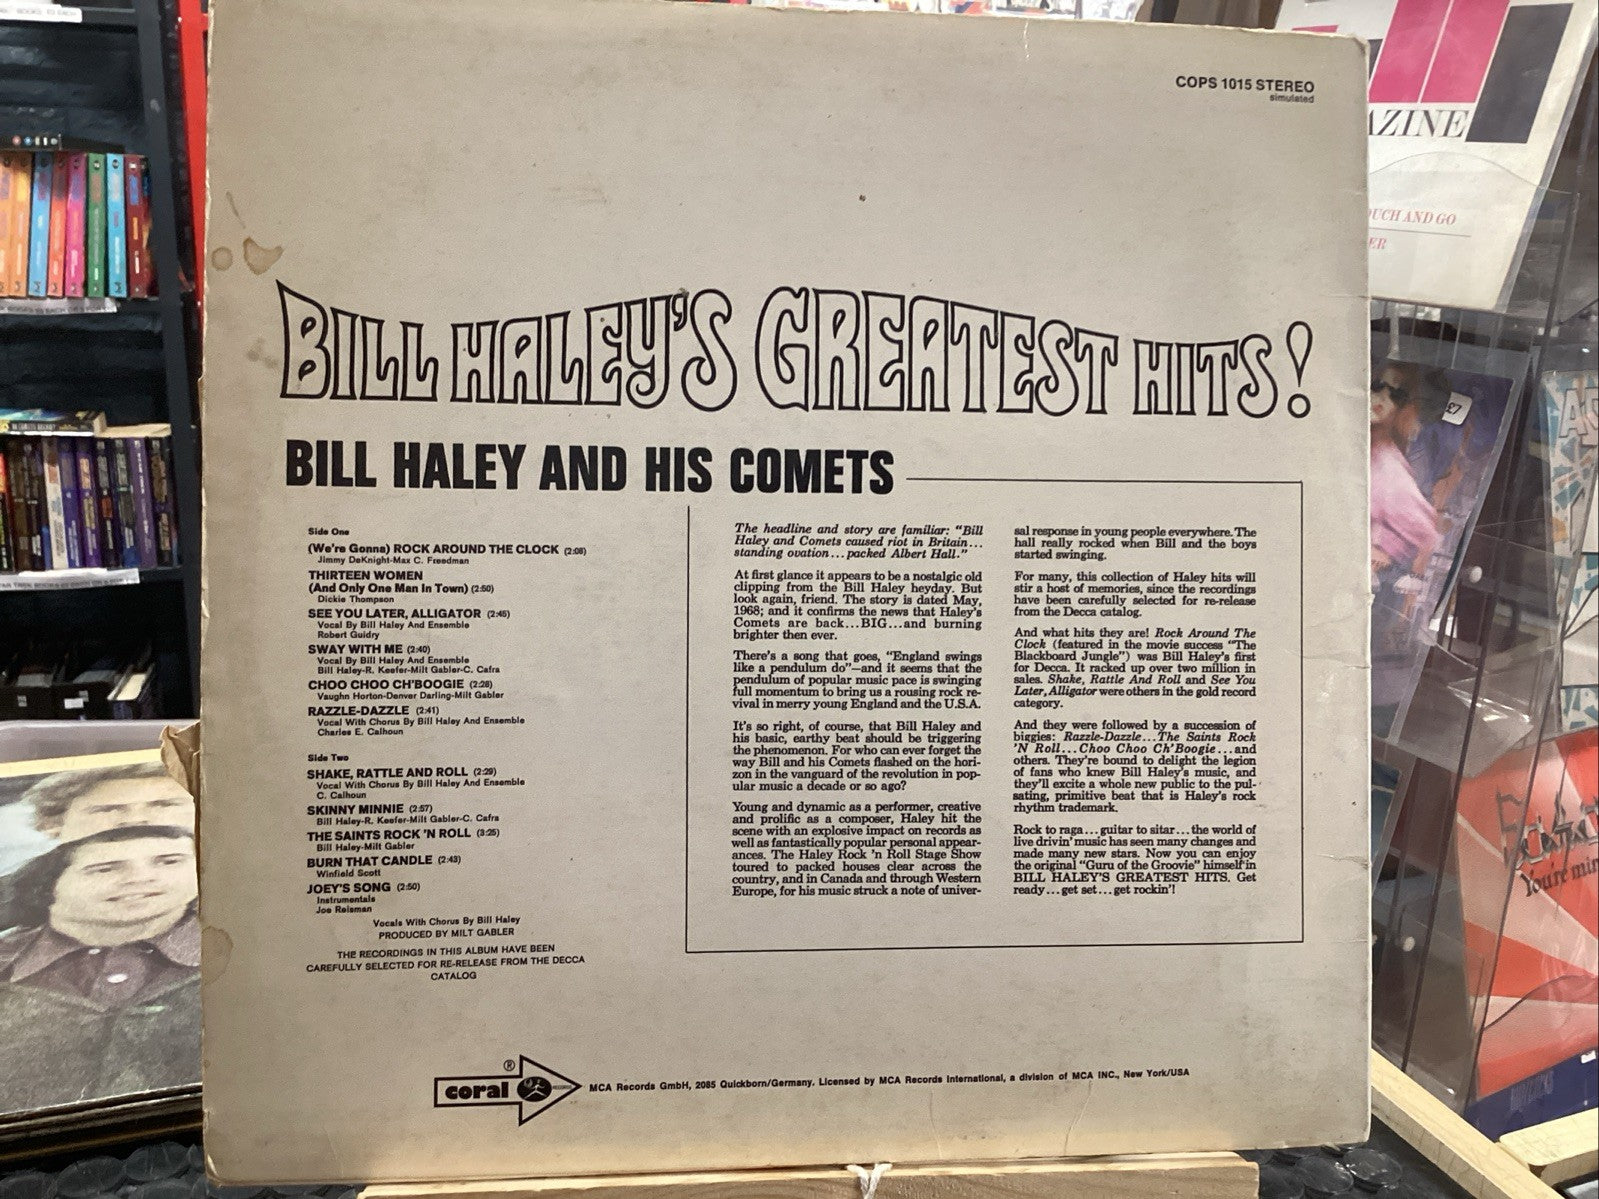 COPS 1015 STEREO
simulated
BILL HALEY'S GREATEST HITS!
BILL HALEY AND HIS COMETS
Side One
(We're Gonna) ROCK AROUND THE CLOCK (2:08)
Jimmy DeKnight-Max C. Freedman
THIRTEEN WOMEN
(And Only One Man In Town) (2:50)
Dickie Thompson
SEE YOU LATER, ALLIGATOR (2:45)
Vocal By Bill Haley And Ensemble
Robert Guidry
SWAY WITH ME (2:40)
Vocal By Bill Haley And Ensemble
Bill Haley-R. Keefer-Milt Gabler-C. Cafra
CHOO CHOO CH'BOOGIE (2:28)
Vaughn Horton-Denver Darling-Milt Gabler
RAZZLE-DAZZLE (2:41)
Vocal With Chorus By Bill Haley And Ensemble
Charles E. Calhoun
Side Two
SHAKE, RATTLE AND ROLL (2:29)
Vocal With Chorus By Bill Haley And Ensemble
C. Calhoun
SKINNY MINNIE (2:57)
Bill Haley-R. Keefer-Milt Gabler-C. Cafra
THE SAINTS ROCK 'N ROLL (3:25)
Bill Haley-Milt Gabler
BURN THAT CANDLE (2:43)
Winfield Scott
JOEY'S SONG (2:50)
Instrumentals
Joe Reisman
Vocals With Chorus By Bill Haley
PRODUCED BY MILT GABLER
THE RECORDINGS IN THIS ALBUM HAVE BEEN
CAREFULLY SELECTED FOR RE-RELEASE FROM THE DECCA
CATALOG
The headline and story are familiar: "Bill
Haley and Comets caused riot in Britain...
standing ovation...packed Albert Hall."
At first glance it appears to be a nostalgic old
clipping from the Bill Haley heyday. But
look again, friend. The story is dated May,
1968; and it confirms the news that Haley's
Comets are back...BIG...and burning
brighter then ever.
There's a song that goes, "England swings
like a pendulum do"—and it seems that the
pendulum of popular music pace is swinging
full momentum to bring us a rousing rock re-
vival in merry young England and the U.S.A.
It's so right, of course, that Bill Haley and
his basic, earthy beat should be triggering
the phenomenon. For who can ever forget the
way Bill and his Comets flashed on the hori-
zon in the vanguard of the revolution in pop-
ular music a decade or so ago?
Young and dynamic as a performer, creative
and prolific as a composer, Haley hit the
scene with an explosive impact on records as
well as fantastically popular personal appear-
ances. The Haley Rock 'n Roll Stage Show
toured to packed houses clear across the
country, and in Canada and through Western
Europe, for his music struck a note of univer-
sal response in young people everywhere. The
hall really rocked when Bill and the boys
started swinging.
For many, this collection of Haley hits will
stir a host of memories, since the recordings
have been carefully selected for re-release
from the Decca catalog.
And what hits they are! Rock Around The
Clock (featured in the movie success "The
Blackboard Jungle") was Bill Haley's first
for Decca. It racked up over two million in
sales. Shake, Rattle And Roll and See You
Later, Alligator were others in the gold record
category.
And they were followed by a succession of
biggies: Razzle-Dazzle...The Saints Rock
'N Roll...Choo Choo Ch'Boogie...and
others. They're bound to delight the legion
of fans who knew Bill Haley's music, and
they'll excite a whole new public to the pul-
sating, primitive beat that is Haley's rock
rhythm trademark.
Rock to raga...guitar to sitar...the world of
live drivin' music has seen many changes and
made many new stars. Now you can enjoy
the original "Guru of the Groovie" himself in
BILL HALEY'S GREATEST HITS. Get
ready...get set...get rockin'!
®
coral
RECORDS
MCA Records GmbH, 2085 Quickborn/Germany. Licensed by MCA Records International, a division of MCA INC., New York/USA
AZINE
UCH AND GO
ER
£7
You're